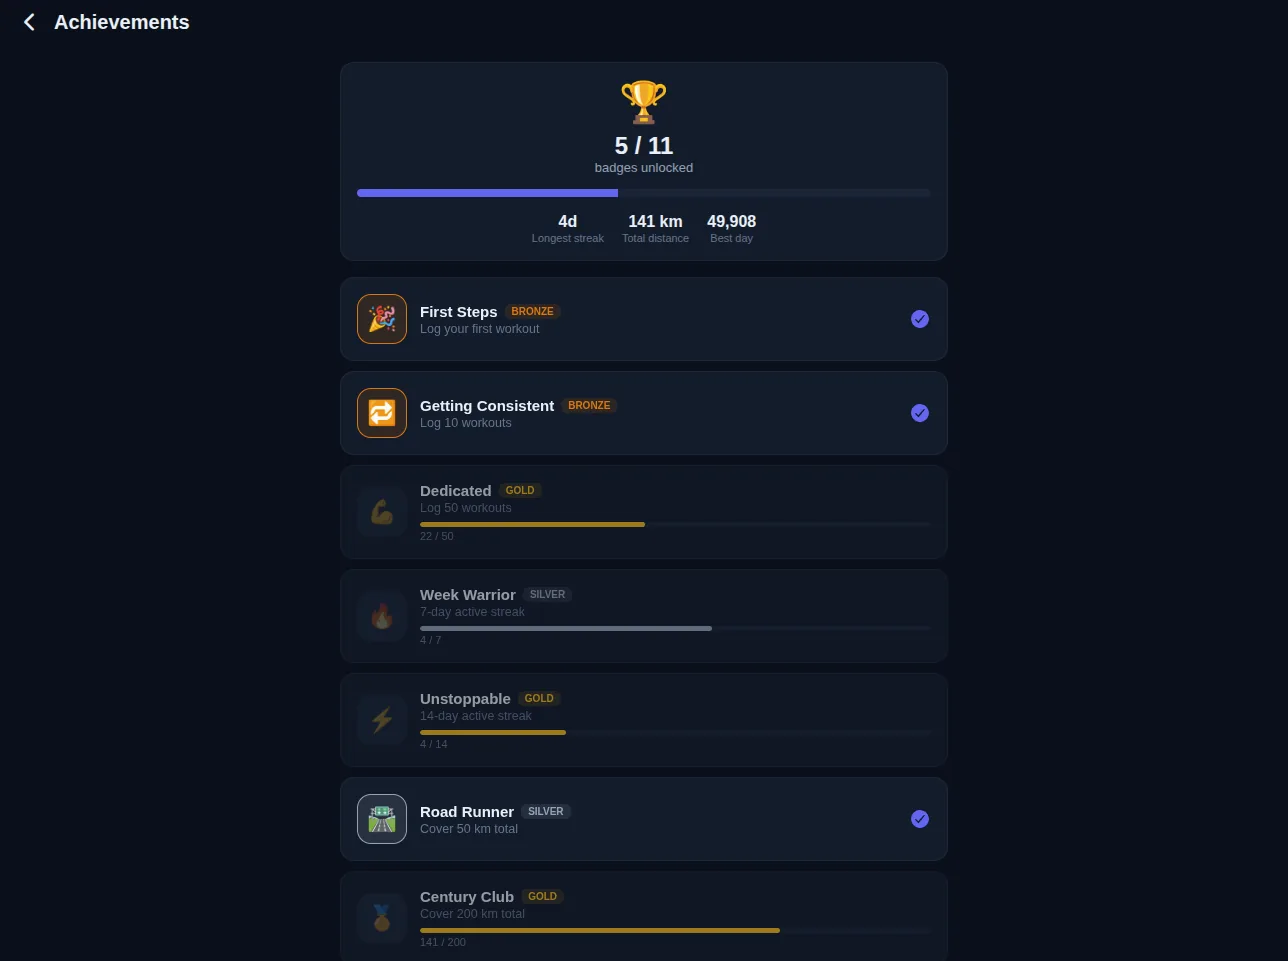 Achievements
5 / 11
badges unlocked
4d 141 km 49,908
Longest streak Total distance Best day
First Steps BRONZE
Log your first workout
Getting Consistent BRONZE
Log 10 workouts
Dedicated GOLD
Log 50 workouts
22 / 50
Week Warrior SILVER
7-day active streak
4 / 7
Unstoppable GOLD
14-day active streak
4 / 14
Road Runner SILVER
Cover 50 km total
Century Club GOLD
Cover 200 km total
141 / 200